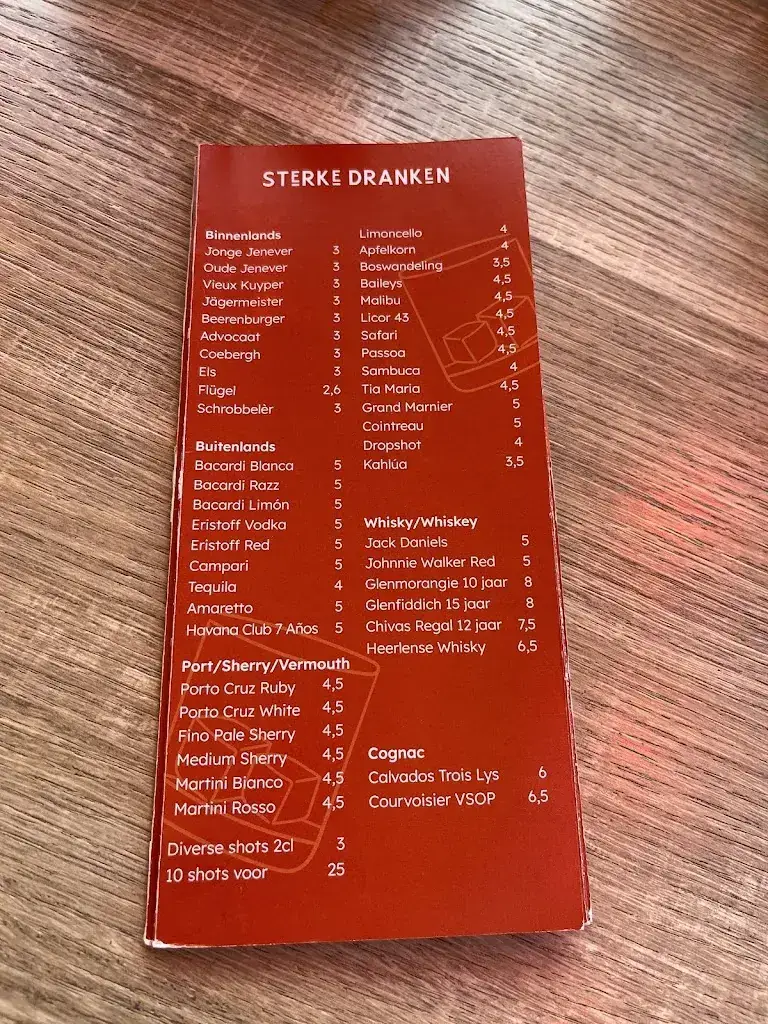 STERKE DRANKEN
Binnenlands
Jonge Jenever 3
Oude Jenever 3
Vieux Kuyper 3
Jägermeister 3
Beerenburger 3
Advocaat 3
Coebergh 3
Els 3
Flügel 2,6
Schrobbelèr 3
Buitenlands
Bacardi Blanca 5
Bacardi Razz 5
Bacardi Limón 5
Eristoff Vodka 5
Eristoff Red 5
Campari 5
Tequila 4
Amaretto 5
Havana Club 7 Años 5
Port/Sherry/Vermouth
Porto Cruz Ruby 4,5
Porto Cruz White 4,5
Fino Pale Sherry 4,5
Medium Sherry 4,5
Martini Bianco 4,5
Martini Rosso 4,5
Diverse shots 2cl 3
10 shots voor 25
Limoncello 4
Apfelkorn 4
Boswandeling 3,5
Baileys 4,5
Malibu 4,5
Licor 43 4,5
Safari 4,5
Passoa 4,5
Sambuca 4
Tia Maria 4,5
Grand Marnier 5
Cointreau 5
Dropshot 4
Kahlúa 3,5
Whisky/Whiskey
Jack Daniels 5
Johnnie Walker Red 5
Glenmorangie 10 jaar 8
Glenfiddich 15 jaar 8
Chivas Regal 12 jaar 7,5
Heerlense Whisky 6,5
Cognac
Calvados Trois Lys 6
Courvoisier VSOP 6,5